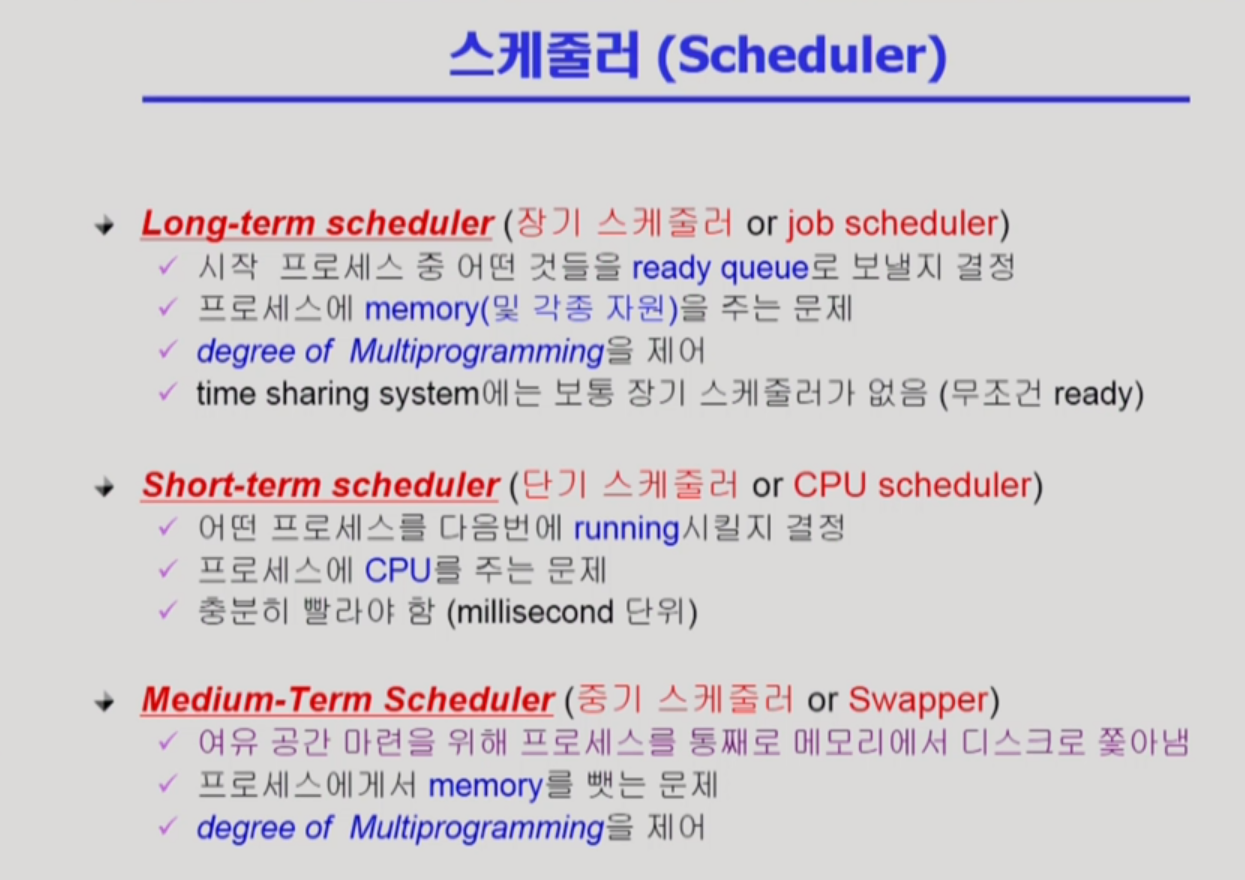 스케줄러 (Scheduler)
Long-term scheduler (장기 스케줄러 or job scheduler)
✓ 시작 프로세스 중 어떤 것들을 ready queue로 보낼지 결정
✓ 프로세스에 memory(및 각종 자원)을 주는 문제
✓ degree of Multiprogramming을 제어
✓ time sharing system에는 보통 장기 스케줄러가 없음 (무조건 ready)
Short-term scheduler (단기 스케줄러 or CPU scheduler)
✓ 어떤 프로세스를 다음번에 running시킬지 결정
✓ 프로세스에 CPU를 주는 문제
✓ 충분히 빨라야 함 (millisecond 단위)
Medium-Term Scheduler (중기 스케줄러 or Swapper)
✓ 여유 공간 마련을 위해 프로세스를 통째로 메모리에서 디스크로 쫓아냄
✓ 프로세스에게서 memory를 뺏는 문제
✓ degree of Multiprogramming을 제어